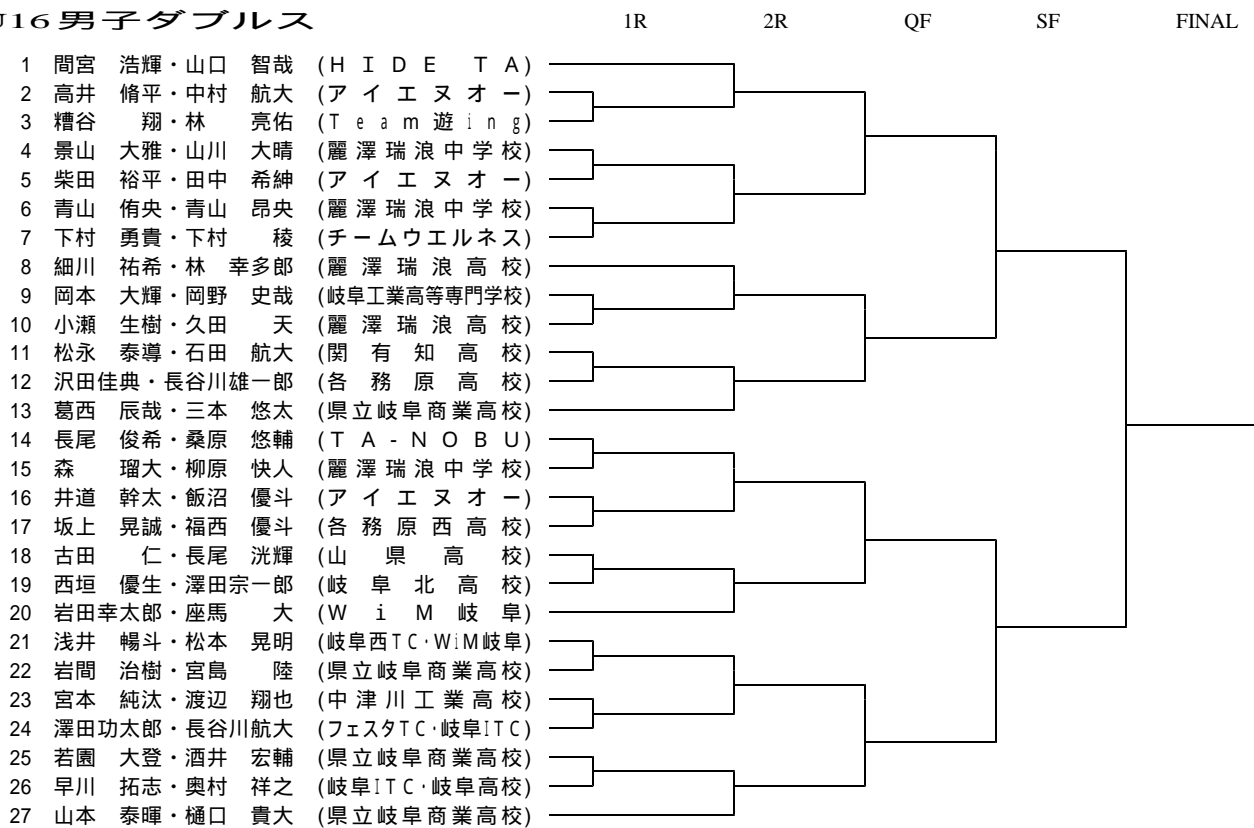 U16男子ダブルス 1R 2R QF SF FINAL
1 間宮 浩輝・山口 智哉 (HIDE TA)
2 高井 脩平・中村 航大 (アイエヌオー)
3 糟谷 翔・林 亮佑 (Team遊ing)
4 景山 大雅・山川 大晴 (麗澤瑞浪中学校)
5 柴田 裕平・田中 希紳 (アイエヌオー)
6 青山 侑央・青山 昂央 (麗澤瑞浪中学校)
7 下村 勇貴・下村 稜 (チームウエルネス)
8 細川 祐希・林 幸多郎 (麗澤瑞浪高校)
9 岡本 大輝・岡野 史哉 (岐阜工業高等専門学校)
10 小瀬 生樹・久田 天 (麗澤瑞浪高校)
11 松永 泰導・石田 航大 (関有知高校)
12 沢田佳典・長谷川雄一郎 (各務原高校)
13 葛西 辰哉・三本 悠太 (県立岐阜商業高校)
14 長尾 俊希・桑原 悠輔 (TA-NOBU)
15 森 瑠大・柳原 快人 (麗澤瑞浪中学校)
16 井道 幹太・飯沼 優斗 (アイエヌオー)
17 坂上 晃誠・福西 優斗 (各務原西高校)
18 古田 仁・長尾 洸輝 (山県高校)
19 西垣 優生・澤田宗一郎 (岐阜北高校)
20 岩田幸太郎・座馬 大 (WiM岐阜)
21 浅井 暢斗・松本 晃明 (岐阜西TC・WiM岐阜)
22 岩間 治樹・宮島 陸 (県立岐阜商業高校)
23 宮本 純汰・渡辺 翔也 (中津川工業高校)
24 澤田功太郎・長谷川航大 (フェスタTC・岐阜ITC)
25 若園 大登・酒井 宏輔 (県立岐阜商業高校)
26 早川 拓志・奥村 祥之 (岐阜ITC・岐阜高校)
27 山本 泰暉・樋口 貴大 (県立岐阜商業高校)